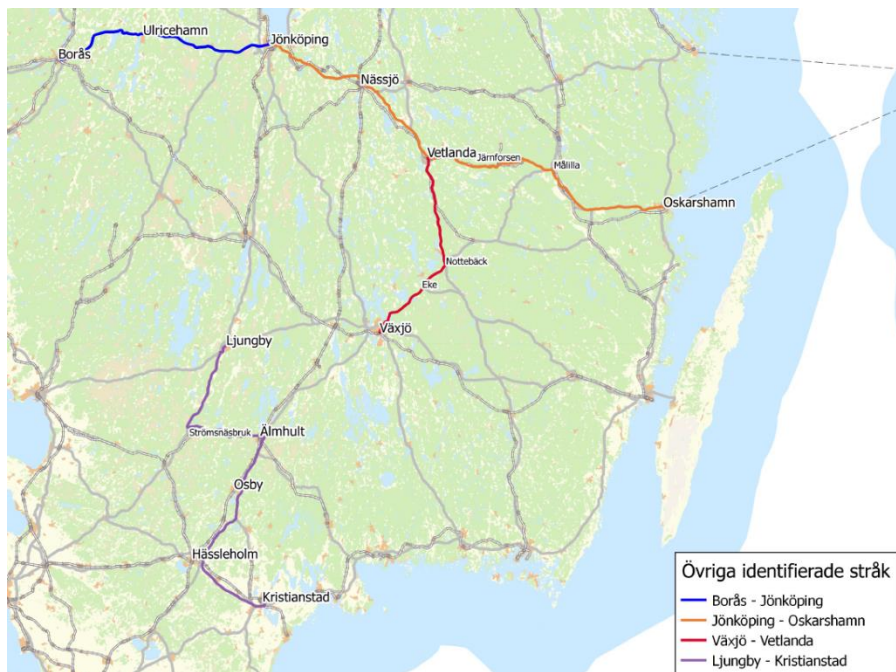 Ulricehamn
Borås
Jönköping
Nässjö
Vetlanda
Järnforsen
Målilla
Oskarshamn
Nottebäck
Eke
Växjö
Ljungby
Strömsnäsbruk
Älmhult
Osby
Hässleholm
Kristianstad
Övriga identifierade stråk
Borås - Jönköping
Jönköping - Oskarshamn
Växjö - Vetlanda
Ljungby - Kristianstad